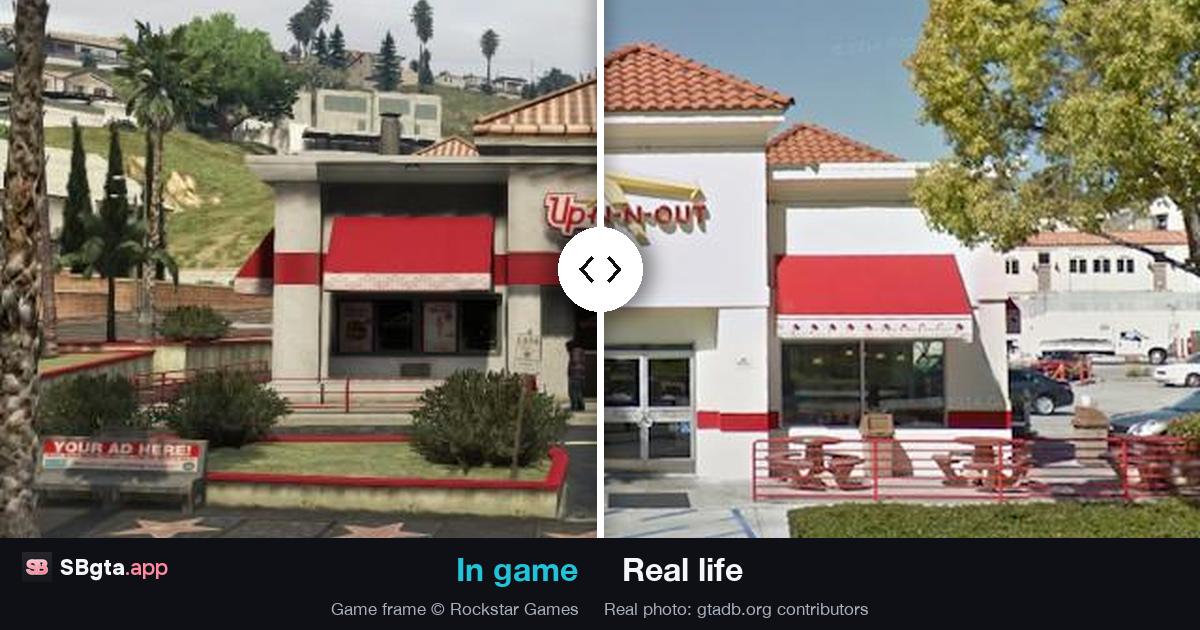 Up-N-OUT
YOUR AD HERE!
SB SBgta.app
In game
Real life
Game frame © Rockstar Games
Real photo: gtadb.org contributors